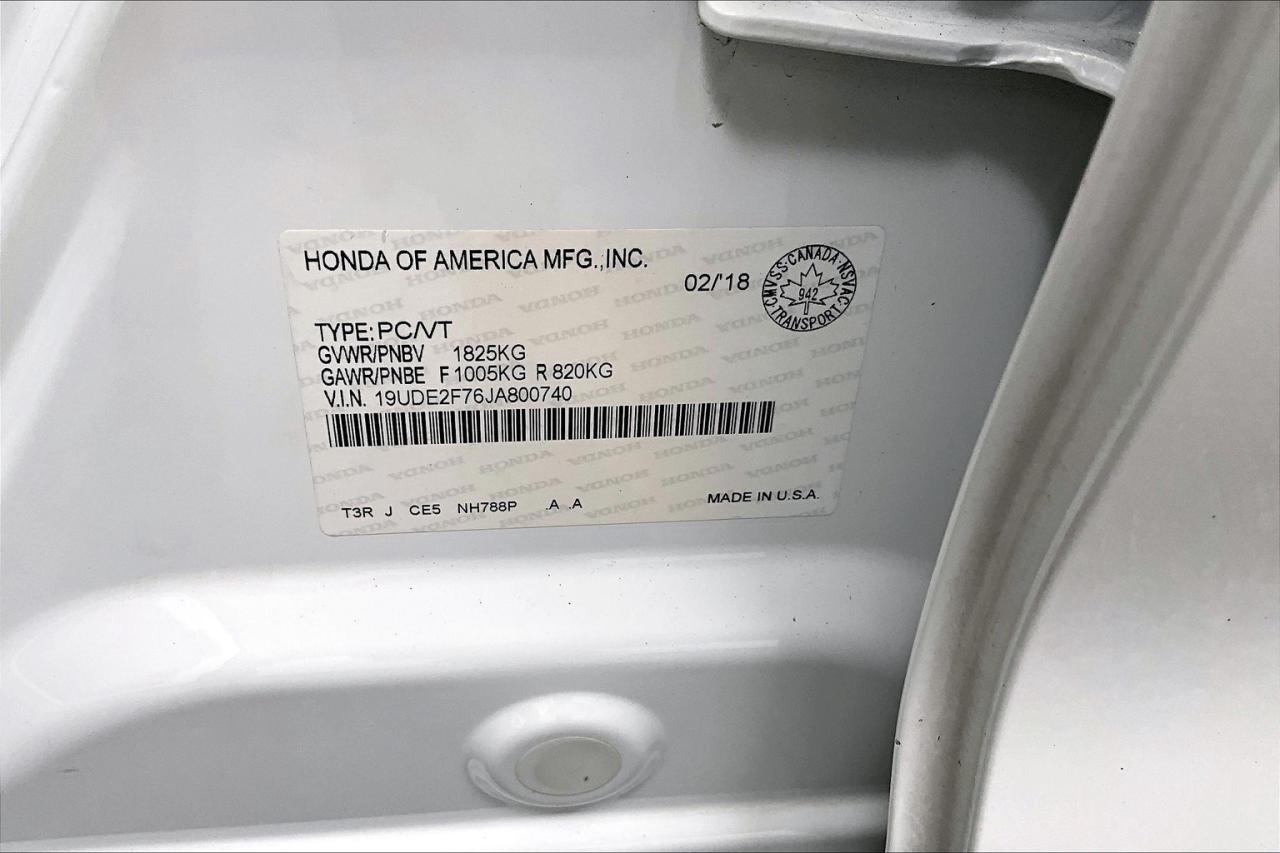 HONDA OF AMERICA MFG.,INC.
02/'18
CMVSS·CANADA·NSVAC
942
TRANSPORT
TYPE: PC/VT
GVWR/PNBV 1825KG
GAWR/PNBE F 1005KG R 820KG
V.I.N. 19UDE2F76JA800740
T3R J CE5 NH788P .A .A
MADE IN U.S.A.